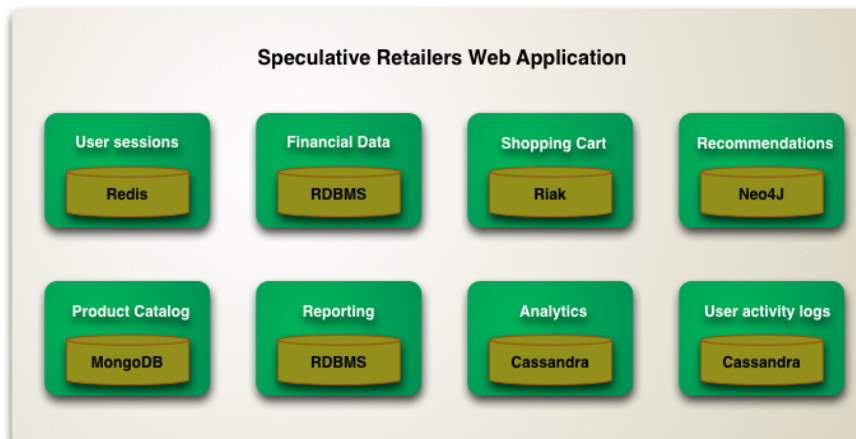 Speculative Retailers Web Application
User sessions
Redis
Financial Data
RDBMS
Shopping Cart
Riak
Recommendations
Neo4J
Product Catalog
MongoDB
Reporting
RDBMS
Analytics
Cassandra
User activity logs
Cassandra